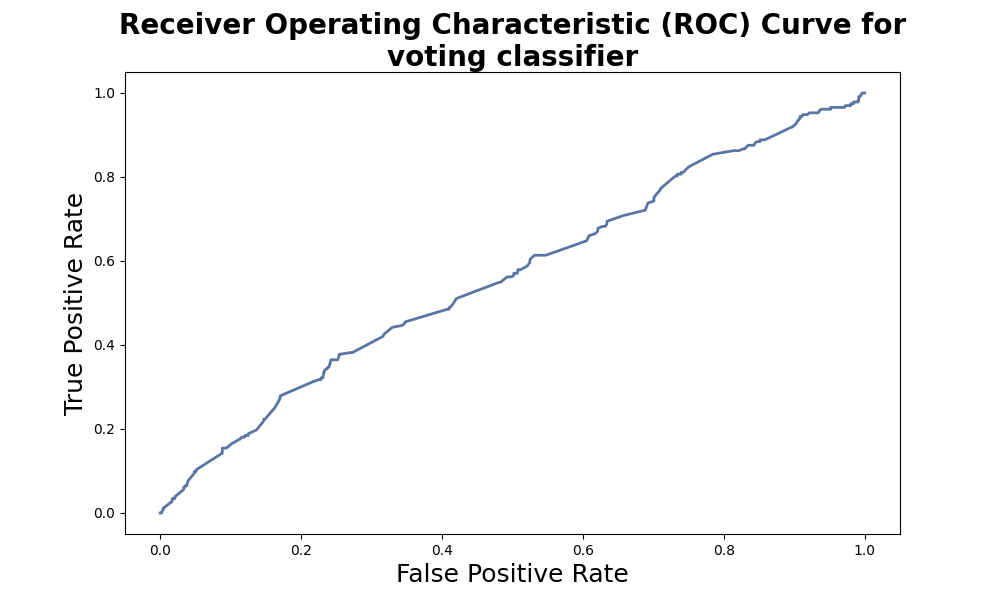 Receiver Operating Characteristic (ROC) Curve for
voting classifier
1.0
0.8
0.6
0.4
0.2
0.0
True Positive Rate
0.0 0.2 0.4 0.6 0.8 1.0
False Positive Rate